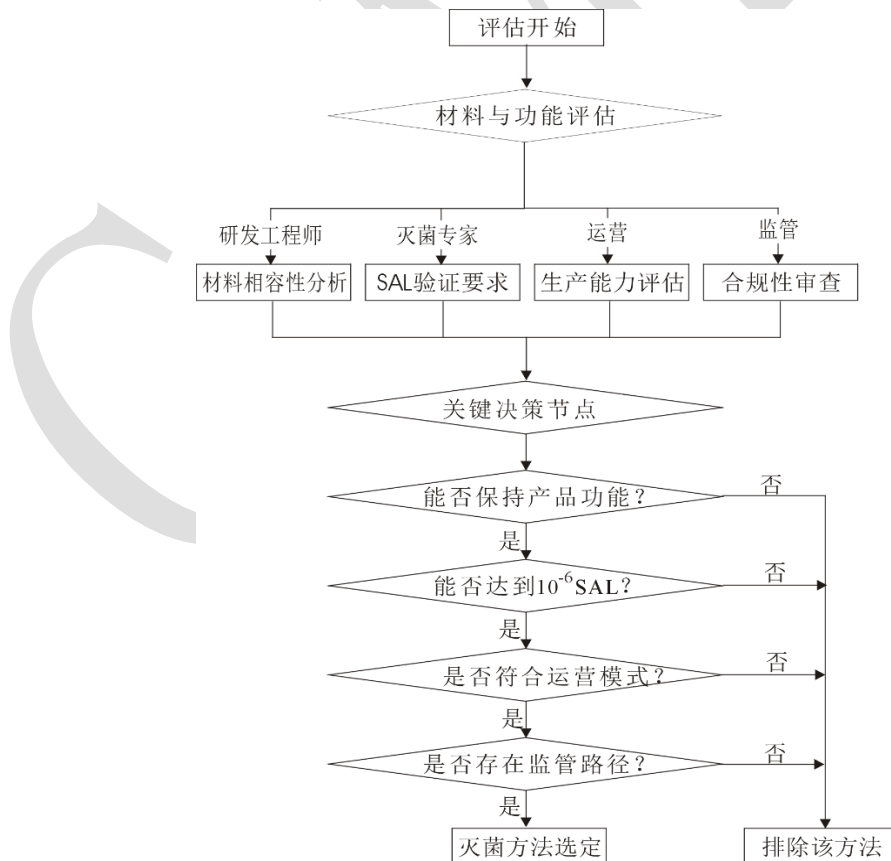 评估开始
材料与功能评估
研发工程师 灭菌专家 运营 监管
材料相容性分析 SAL验证要求 生产能力评估 合规性审查
关键决策节点
能否保持产品功能？ 否
是
能否达到10⁻⁶SAL？ 否
是
是否符合运营模式？ 否
是
是否存在监管路径？ 否
是
灭菌方法选定 排除该方法